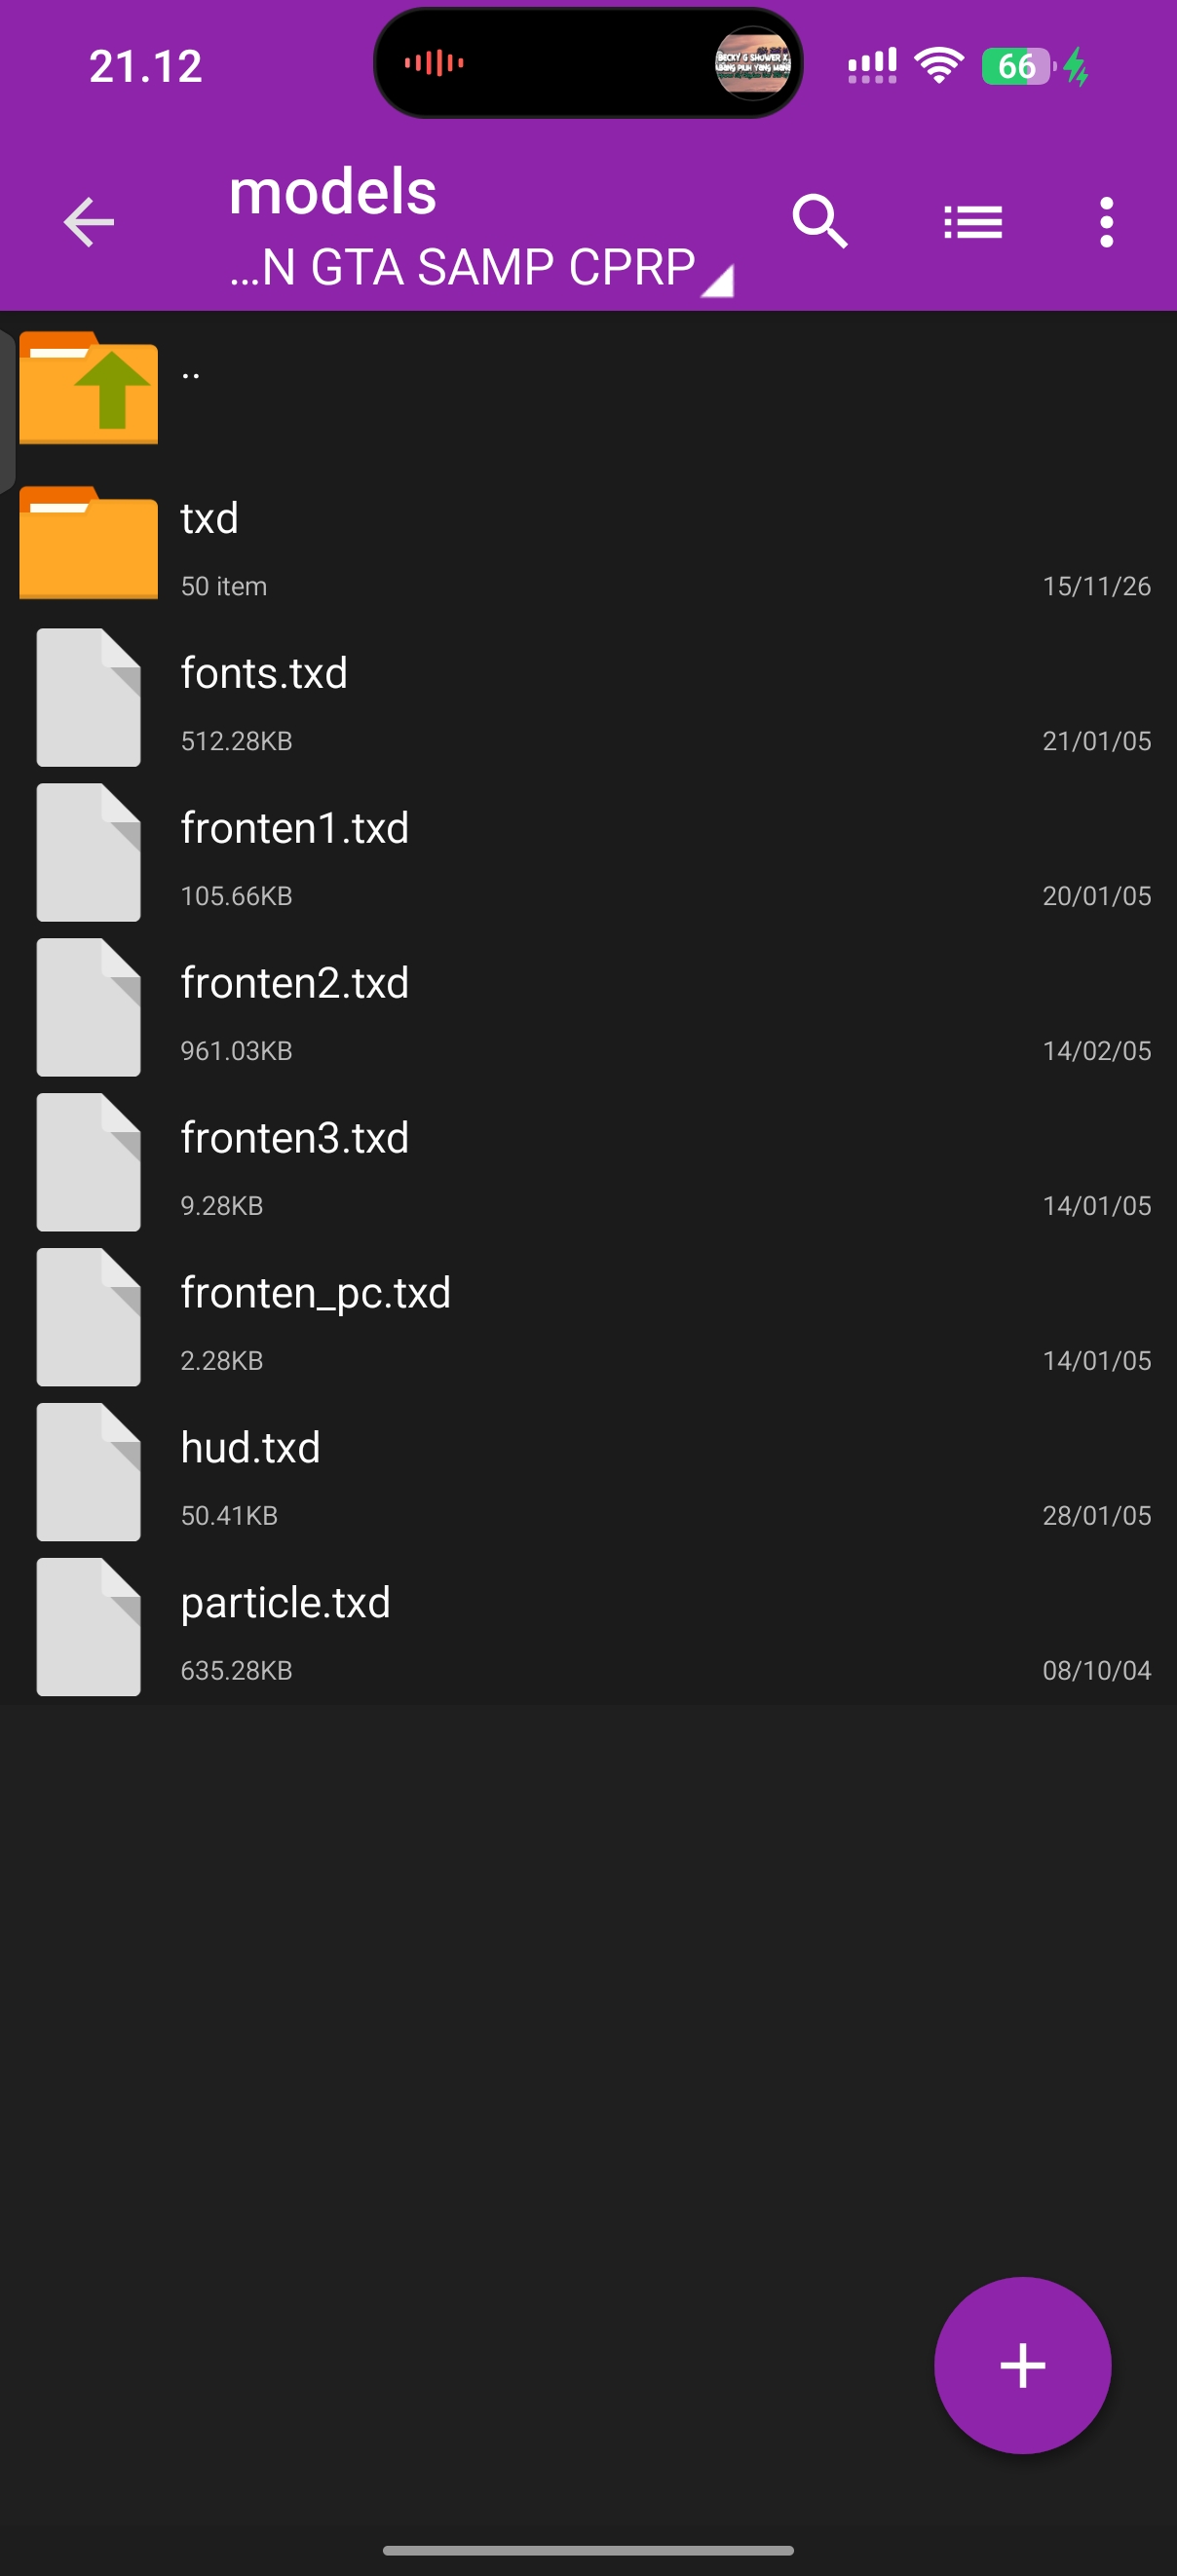 21.12
66
models
...N GTA SAMP CPRP
..
txd
50 item
15/11/26
fonts.txd
512.28KB
21/01/05
fronten1.txd
105.66KB
20/01/05
fronten2.txd
961.03KB
14/02/05
fronten3.txd
9.28KB
14/01/05
fronten_pc.txd
2.28KB
14/01/05
hud.txd
50.41KB
28/01/05
particle.txd
635.28KB
08/10/04